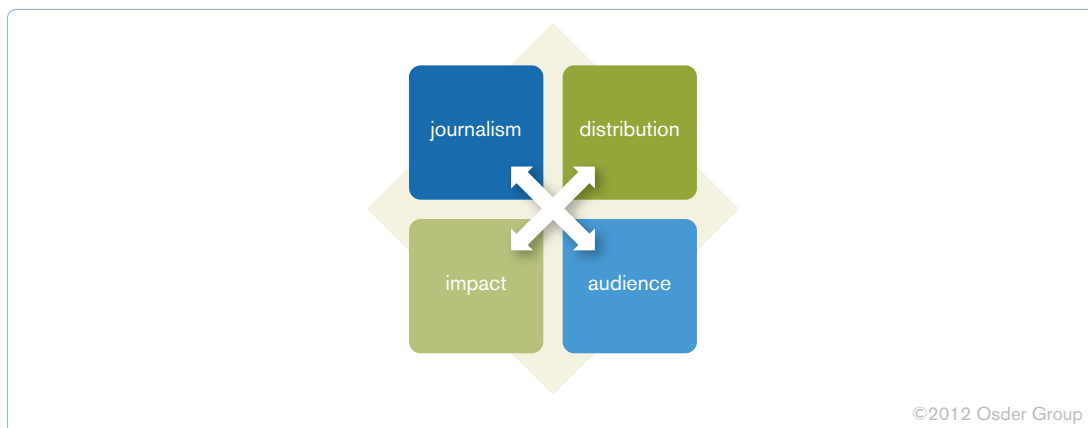 journalism
distribution
impact
audience
©2012 Osder Group